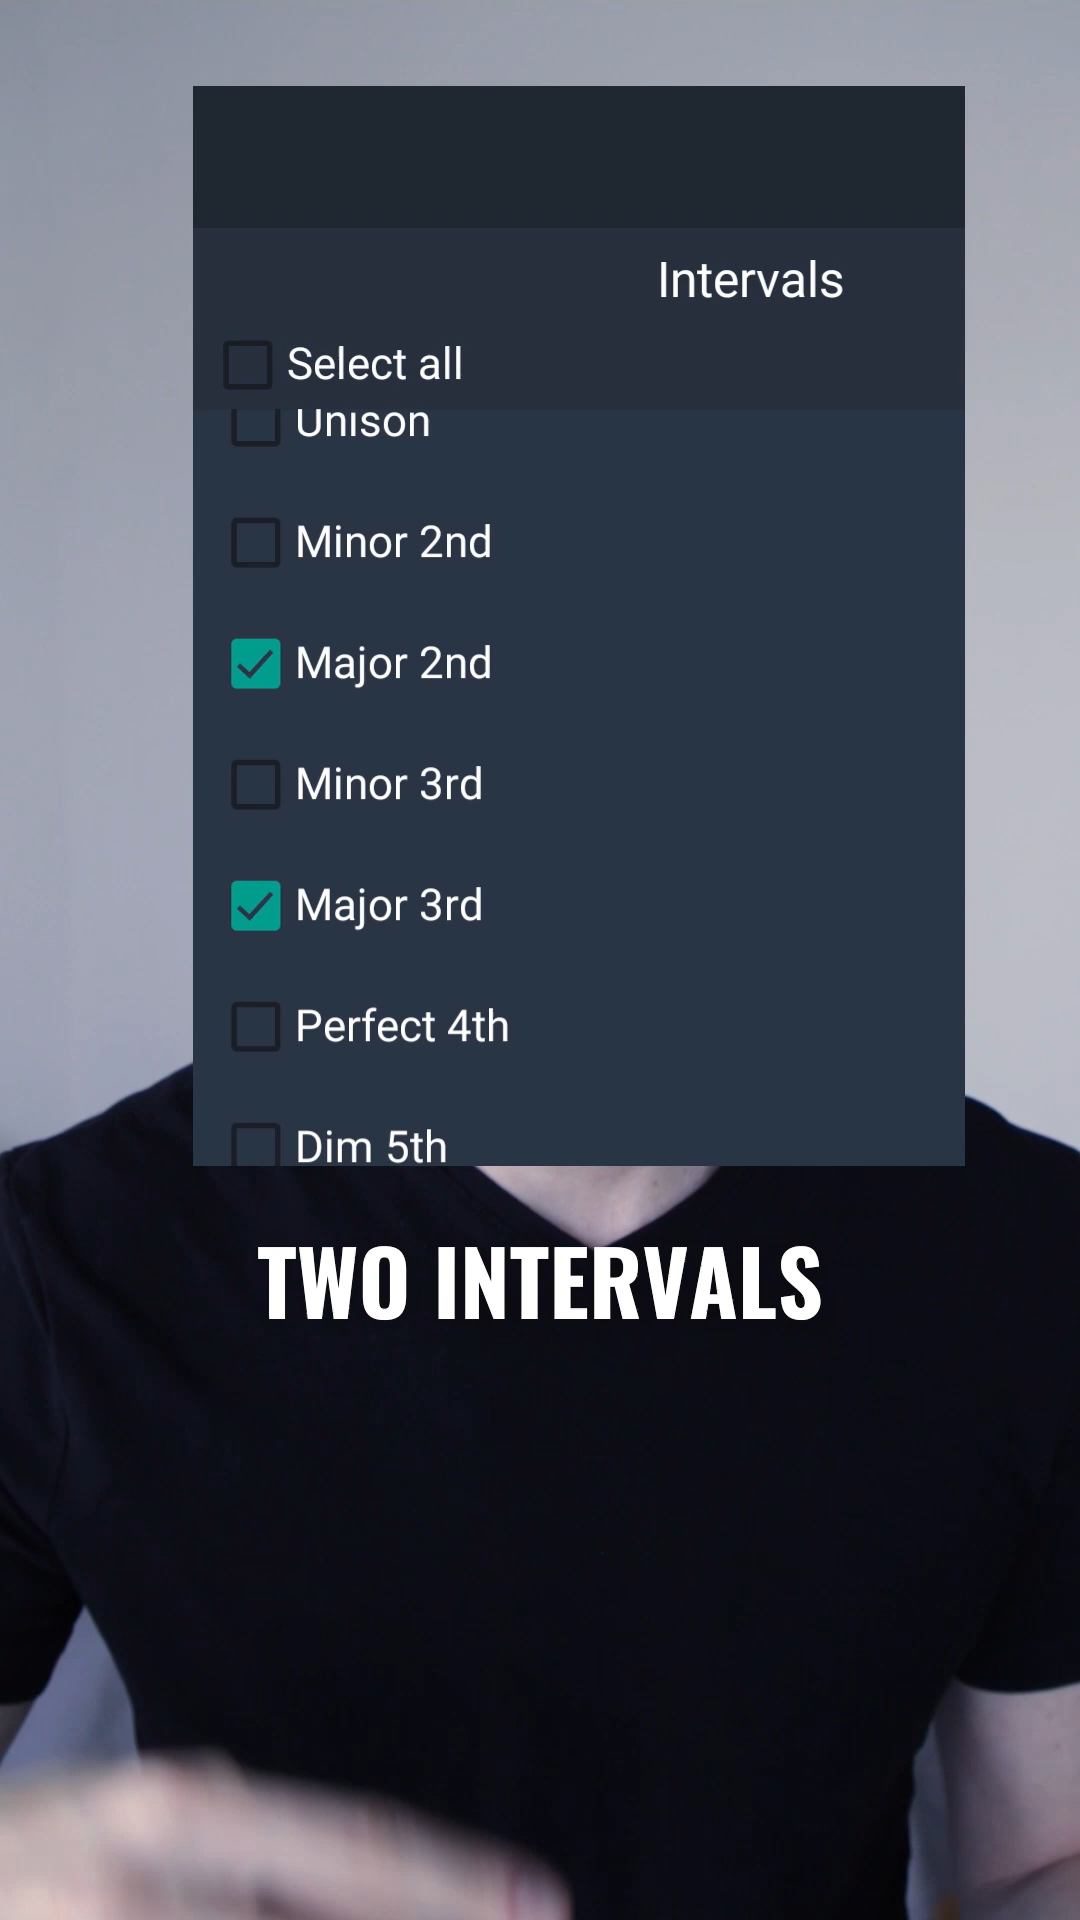 Intervals
Select all
Unison
Minor 2nd
Major 2nd
Minor 3rd
Major 3rd
Perfect 4th
Dim 5th
TWO INTERVALS